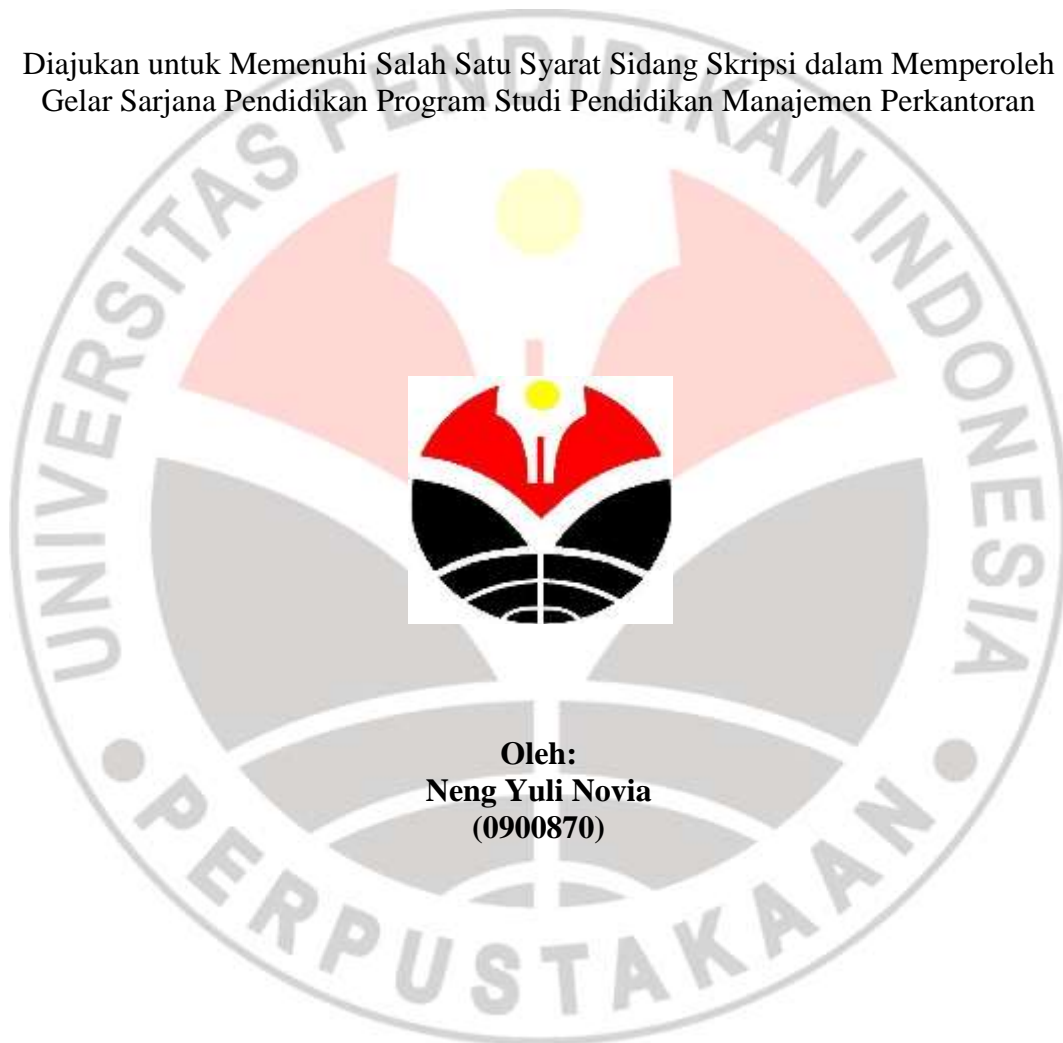 Diajukan untuk Memenuhi Salah Satu Syarat Sidang Skripsi dalam Memperoleh
Gelar Sarjana Pendidikan Program Studi Pendidikan Manajemen Perkantoran
UNIVERSITAS PENDIDIKAN INDONESIA
Oleh:
Neng Yuli Novia
(0900870)
PERPUSTAKAAN